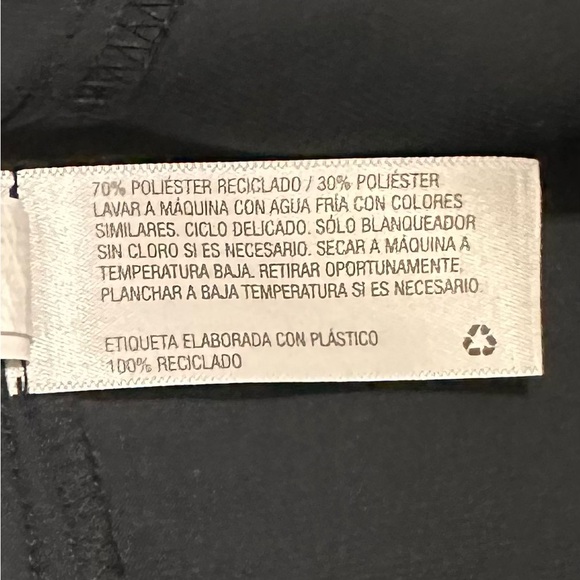 70% POLIÉSTER RECICLADO / 30% POLIÉSTER
LAVAR A MÁQUINA CON AGUA FRÍA CON COLORES
SIMILARES. CICLO DELICADO. SÓLO BLANQUEADOR
SIN CLORO SI ES NECESARIO. SECAR A MÁQUINA A
TEMPERATURA BAJA. RETIRAR OPORTUNAMENTE,
PLANCHAR A BAJA TEMPERATURA SI ES NECESARIO.
ETIQUETA ELABORADA CON PLÁSTICO
100% RECICLADO